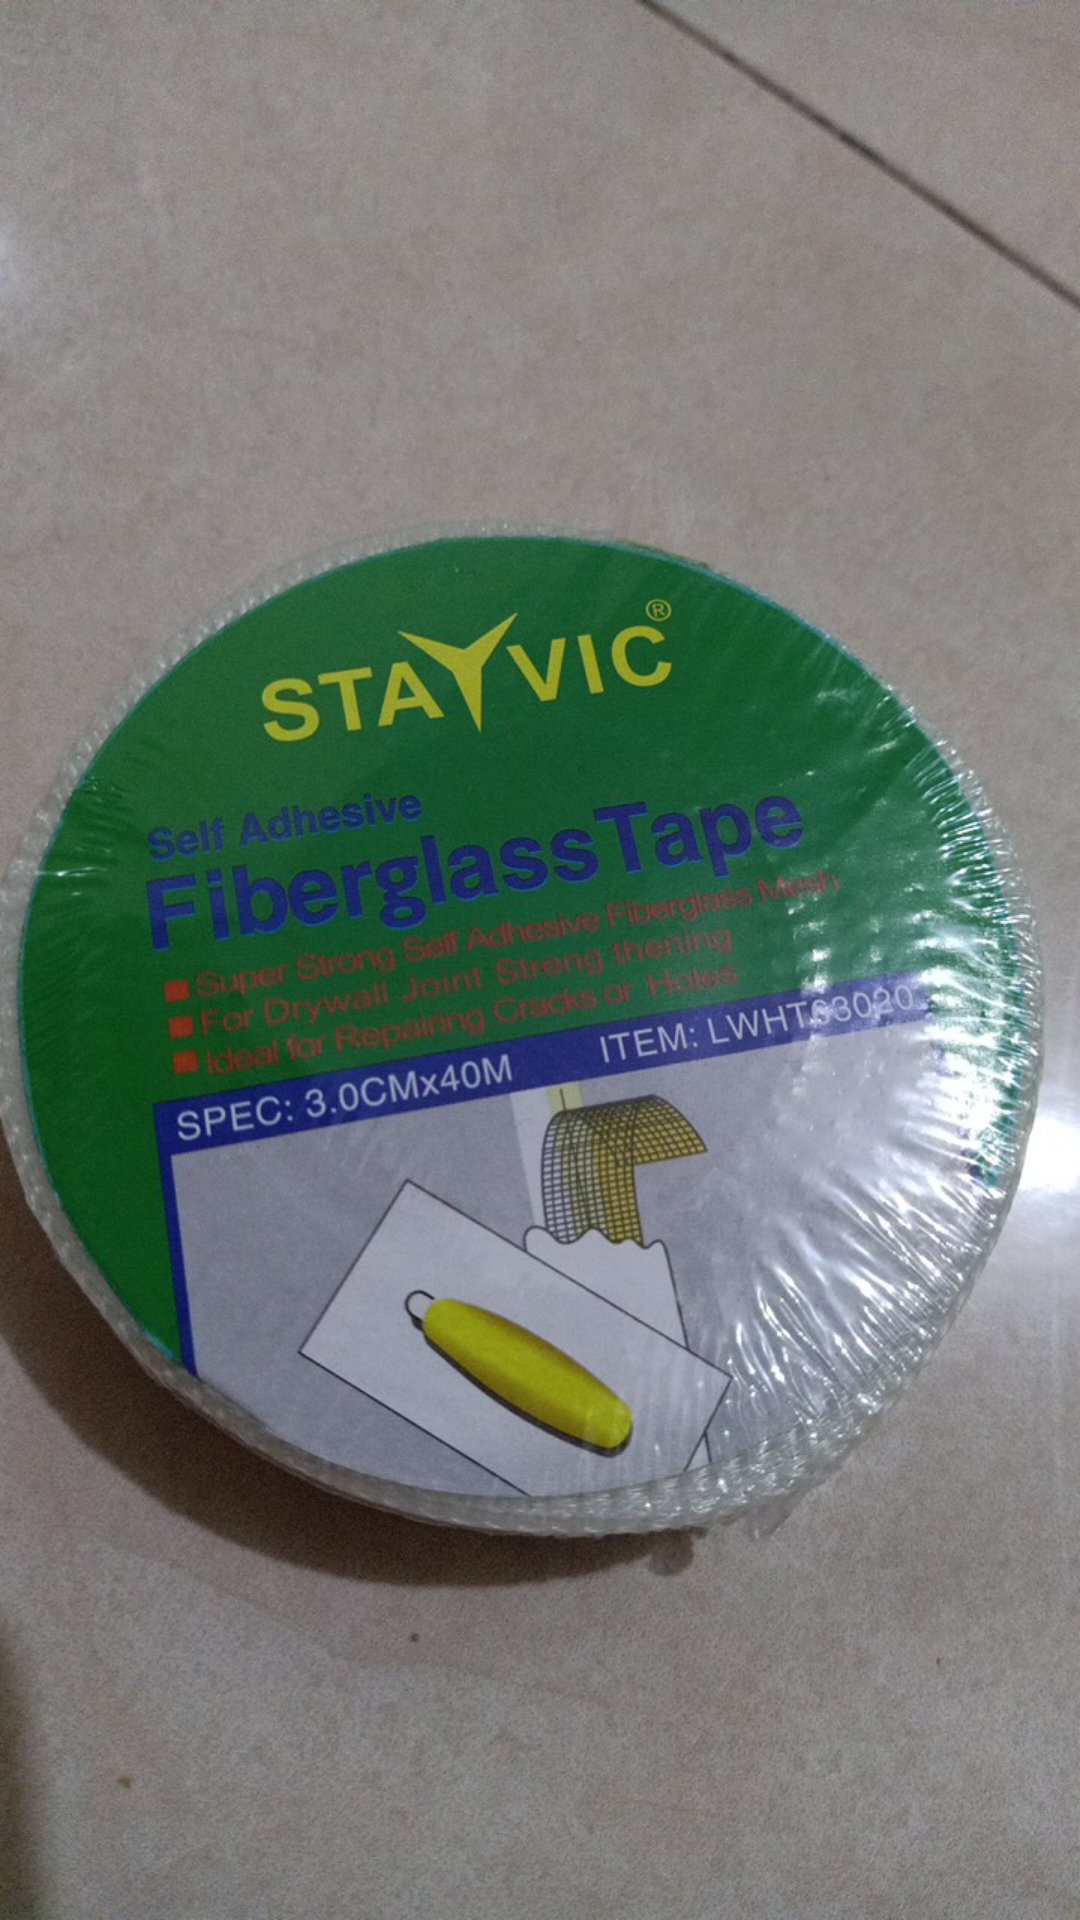 STAYVIC®
Self Adhesive
Fiberglass Tape
Super Strong Self Adhesive Fiberglass Mesh
For Drywall Joint Streng thening
Ideal for Repairing Cracks or Holes
SPEC: 3.0CMx40M ITEM: LWHT63020